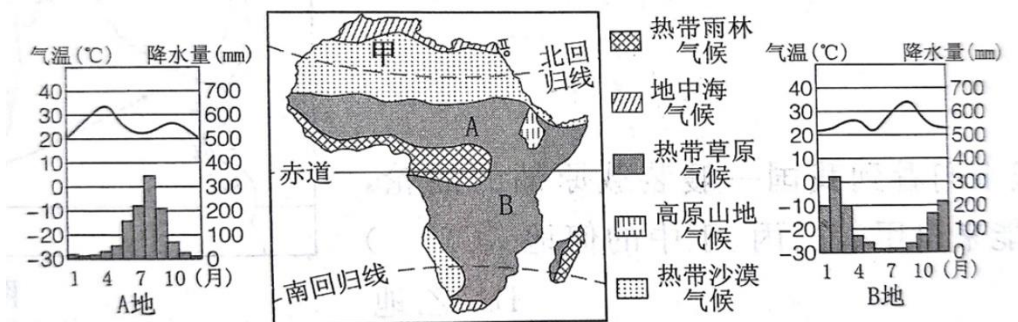 气温(℃) 降水量(mm)
40 700
30 600
20 500
10 400
0 300
-10 200
-20 100
-30 0
1 4 7 10 (月)
A地
甲
A
B
赤道
北回
归线
南回归线
热带雨林
气候
地中海
气候
热带草原
气候
高原山地
气候
热带沙漠
气候
气温(℃) 降水量(mm)
40 700
30 600
20 500
10 400
0 300
-10 200
-20 100
-30 0
1 4 7 10 (月)
B地